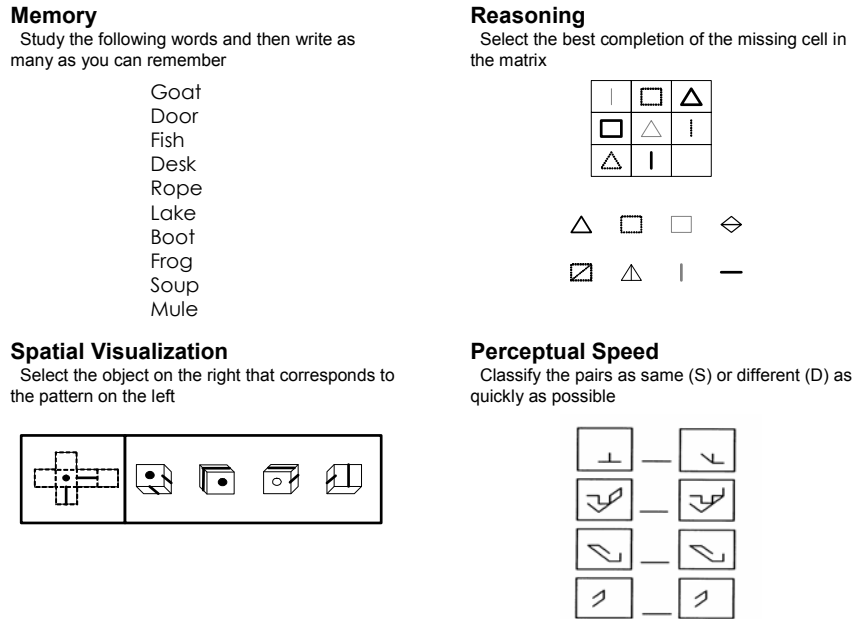 Memory
Study the following words and then write as
many as you can remember
Goat
Door
Fish
Desk
Rope
Lake
Boot
Frog
Soup
Mule
Reasoning
Select the best completion of the missing cell in
the matrix
Spatial Visualization
Select the object on the right that corresponds to
the pattern on the left
Perceptual Speed
Classify the pairs as same (S) or different (D) as
quickly as possible